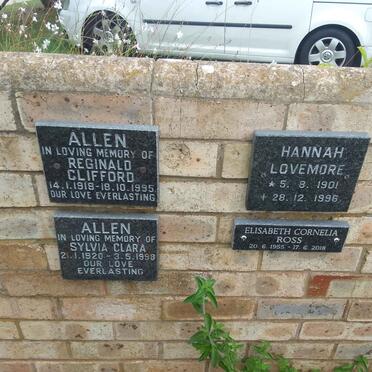 ALLEN
IN LOVING MEMORY OF
REGINALD
CLIFFORD
14.1.1918-18.10.1995
OUR LOVE EVERLASTING
ALLEN
IN LOVING MEMORY OF
SYLVIA CLARA
21.1.1920 - 3.5.1998
OUR LOVE
EVERLASTING
HANNAH
LOVEMORE
* 5. 8. 1901
+ 28. 12. 1996
ELISABETH CORNELIA
ROSS
20. 6. 1955 - 17. 6. 2018